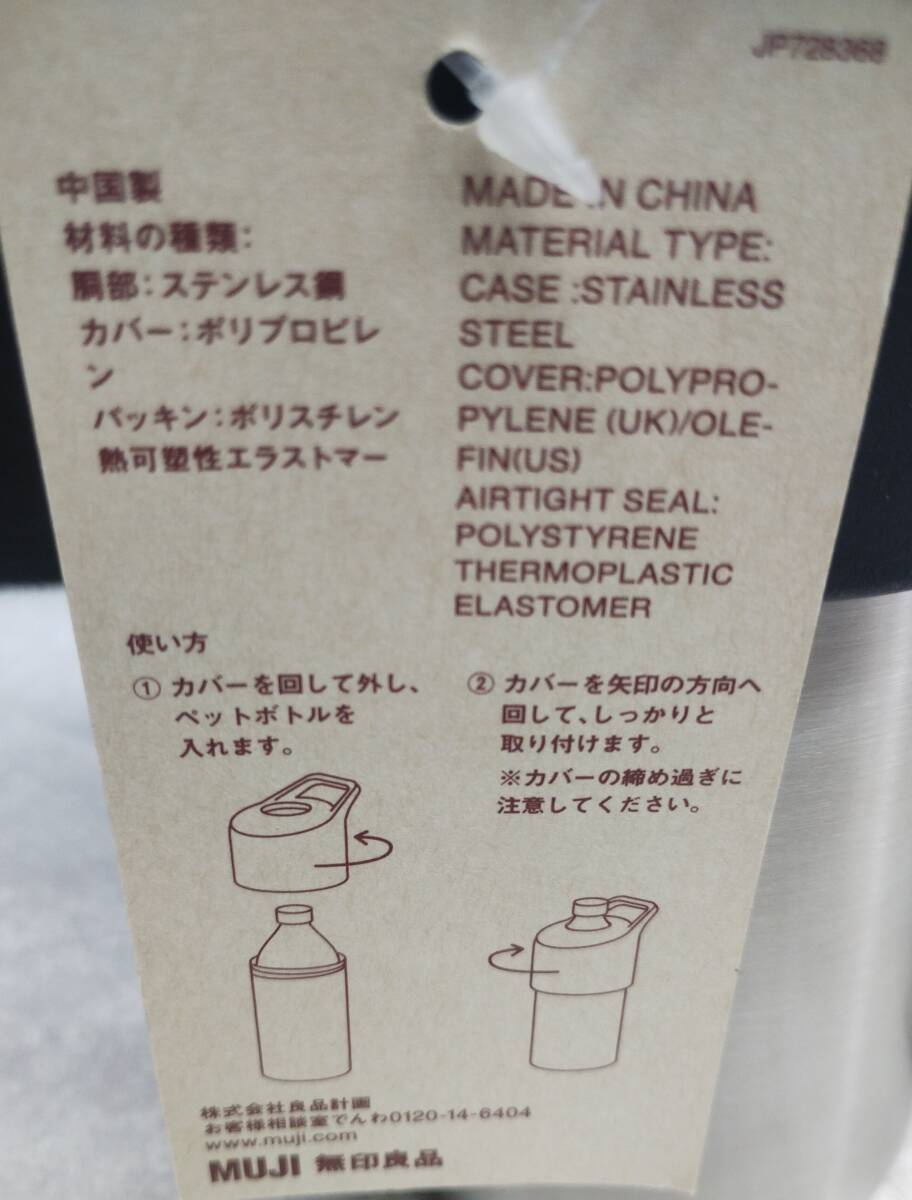 JP728368
中国製
材料の種類:
胴部:ステンレス鋼
カバー:ポリプロピレ
ン
パッキン:ポリスチレン
熱可塑性エラストマー
MADE IN CHINA
MATERIAL TYPE:
CASE :STAINLESS
STEEL
COVER:POLYPRO-
PYLENE (UK)/OLE-
FIN(US)
AIRTIGHT SEAL:
POLYSTYRENE
THERMOPLASTIC
ELASTOMER
使い方
① カバーを回して外し、
ペットボトルを
入れます。
② カバーを矢印の方向へ
回して、しっかりと
取り付けます。
※カバーの締め過ぎに
注意してください。
株式会社良品計画
お客様相談室でんわ0120-14-6404
www.muji.com
MUJI 無印良品